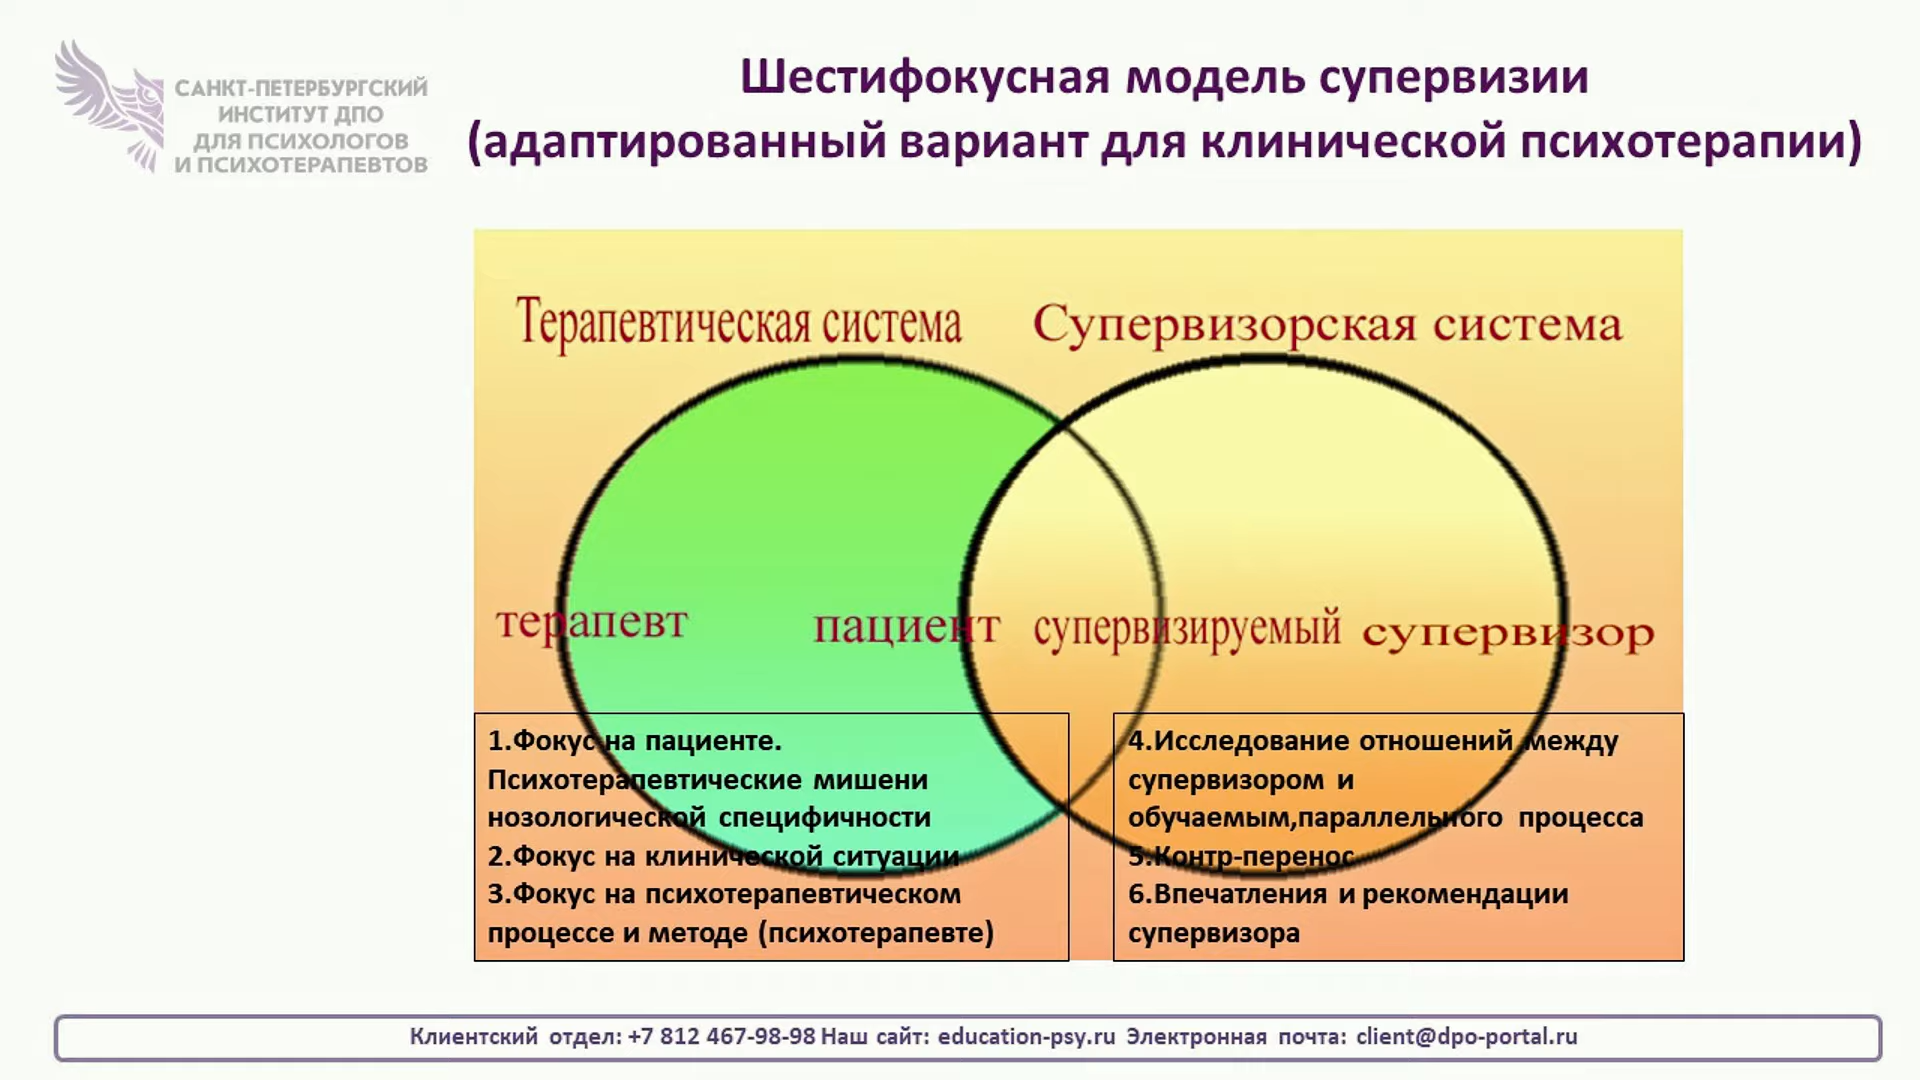 САНКТ-ПЕТЕРБУРГСКИЙ
ИНСТИТУТ ДПО
ДЛЯ ПСИХОЛОГОВ
И ПСИХОТЕРАПЕВТОВ
Шестифокусная модель супервизии
(адаптированный вариант для клинической психотерапии)
Терапевтическая система
Супервизорская система
терапевт
пациент
супервизируемый
супервизор
1.Фокус на пациенте.
Психотерапевтические мишени
нозологической специфичности
2.Фокус на клинической ситуации
3.Фокус на психотерапевтическом
процессе и методе (психотерапевте)
4.Исследование отношений между
супервизором и
обучаемым,параллельного процесса
5.Контр-перенос
6.Впечатления и рекомендации
супервизора
Клиентский отдел: +7 812 467-98-98 Наш сайт: education-psy.ru Электронная почта: client@dpo-portal.ru